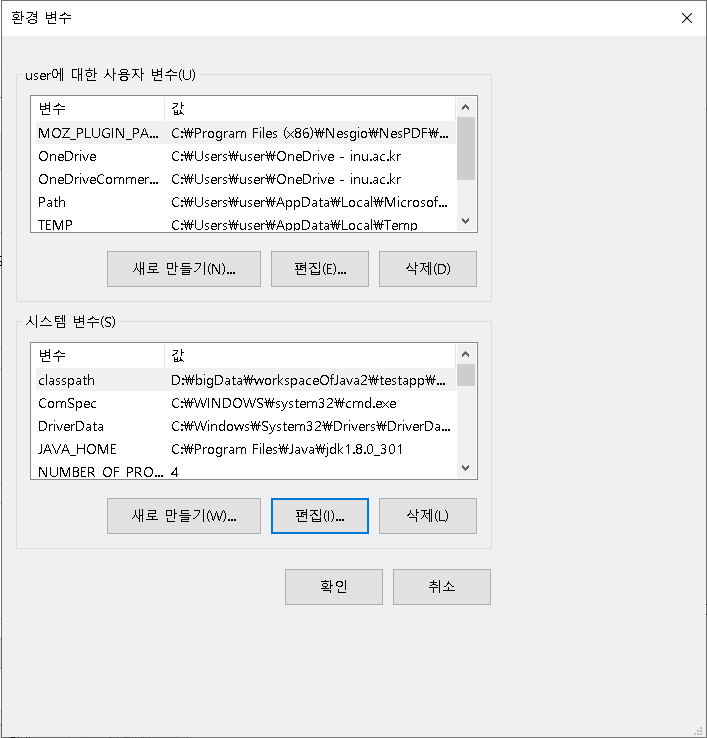 환경 변수
user에 대한 사용자 변수(U)
변수 값
MOZ_PLUGIN_PA... C:₩Program Files (x86)₩Nesgio₩NesPDF₩...
OneDrive C:₩Users₩user₩OneDrive - inu.ac.kr
OneDriveCommer... C:₩Users₩user₩OneDrive - inu.ac.kr
Path C:₩Users₩user₩AppData₩Local₩Microsof...
TEMP C:₩Users₩user₩AppData₩Local₩Temp
새로 만들기(N)... 편집(E)... 삭제(D)
시스템 변수(S)
변수 값
classpath D:₩bigData₩workspaceOfJava2₩testapp₩...
ComSpec C:₩WINDOWS₩system32₩cmd.exe
DriverData C:₩Windows₩System32₩Drivers₩DriverDa...
JAVA_HOME C:₩Program Files₩Java₩jdk1.8.0_301
NUMBER_OF_PRO... 4
새로 만들기(W)... 편집(I)... 삭제(L)
확인 취소